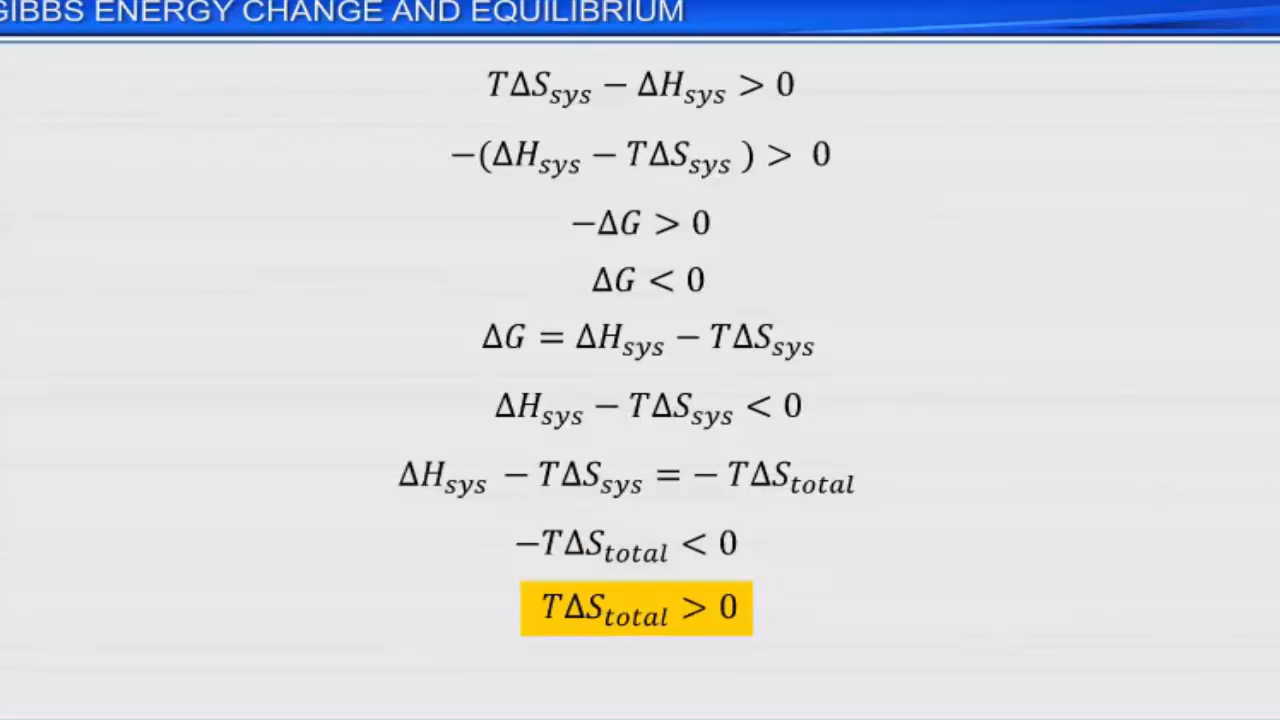 GIBBS ENERGY CHANGE AND EQUILIBRIUM
TΔS_sys − ΔH_sys > 0
−(ΔH_sys − TΔS_sys ) > 0
−ΔG > 0
ΔG < 0
ΔG = ΔH_sys − TΔS_sys
ΔH_sys − TΔS_sys < 0
ΔH_sys − TΔS_sys = − TΔS_total
−TΔS_total < 0
TΔS_total > 0